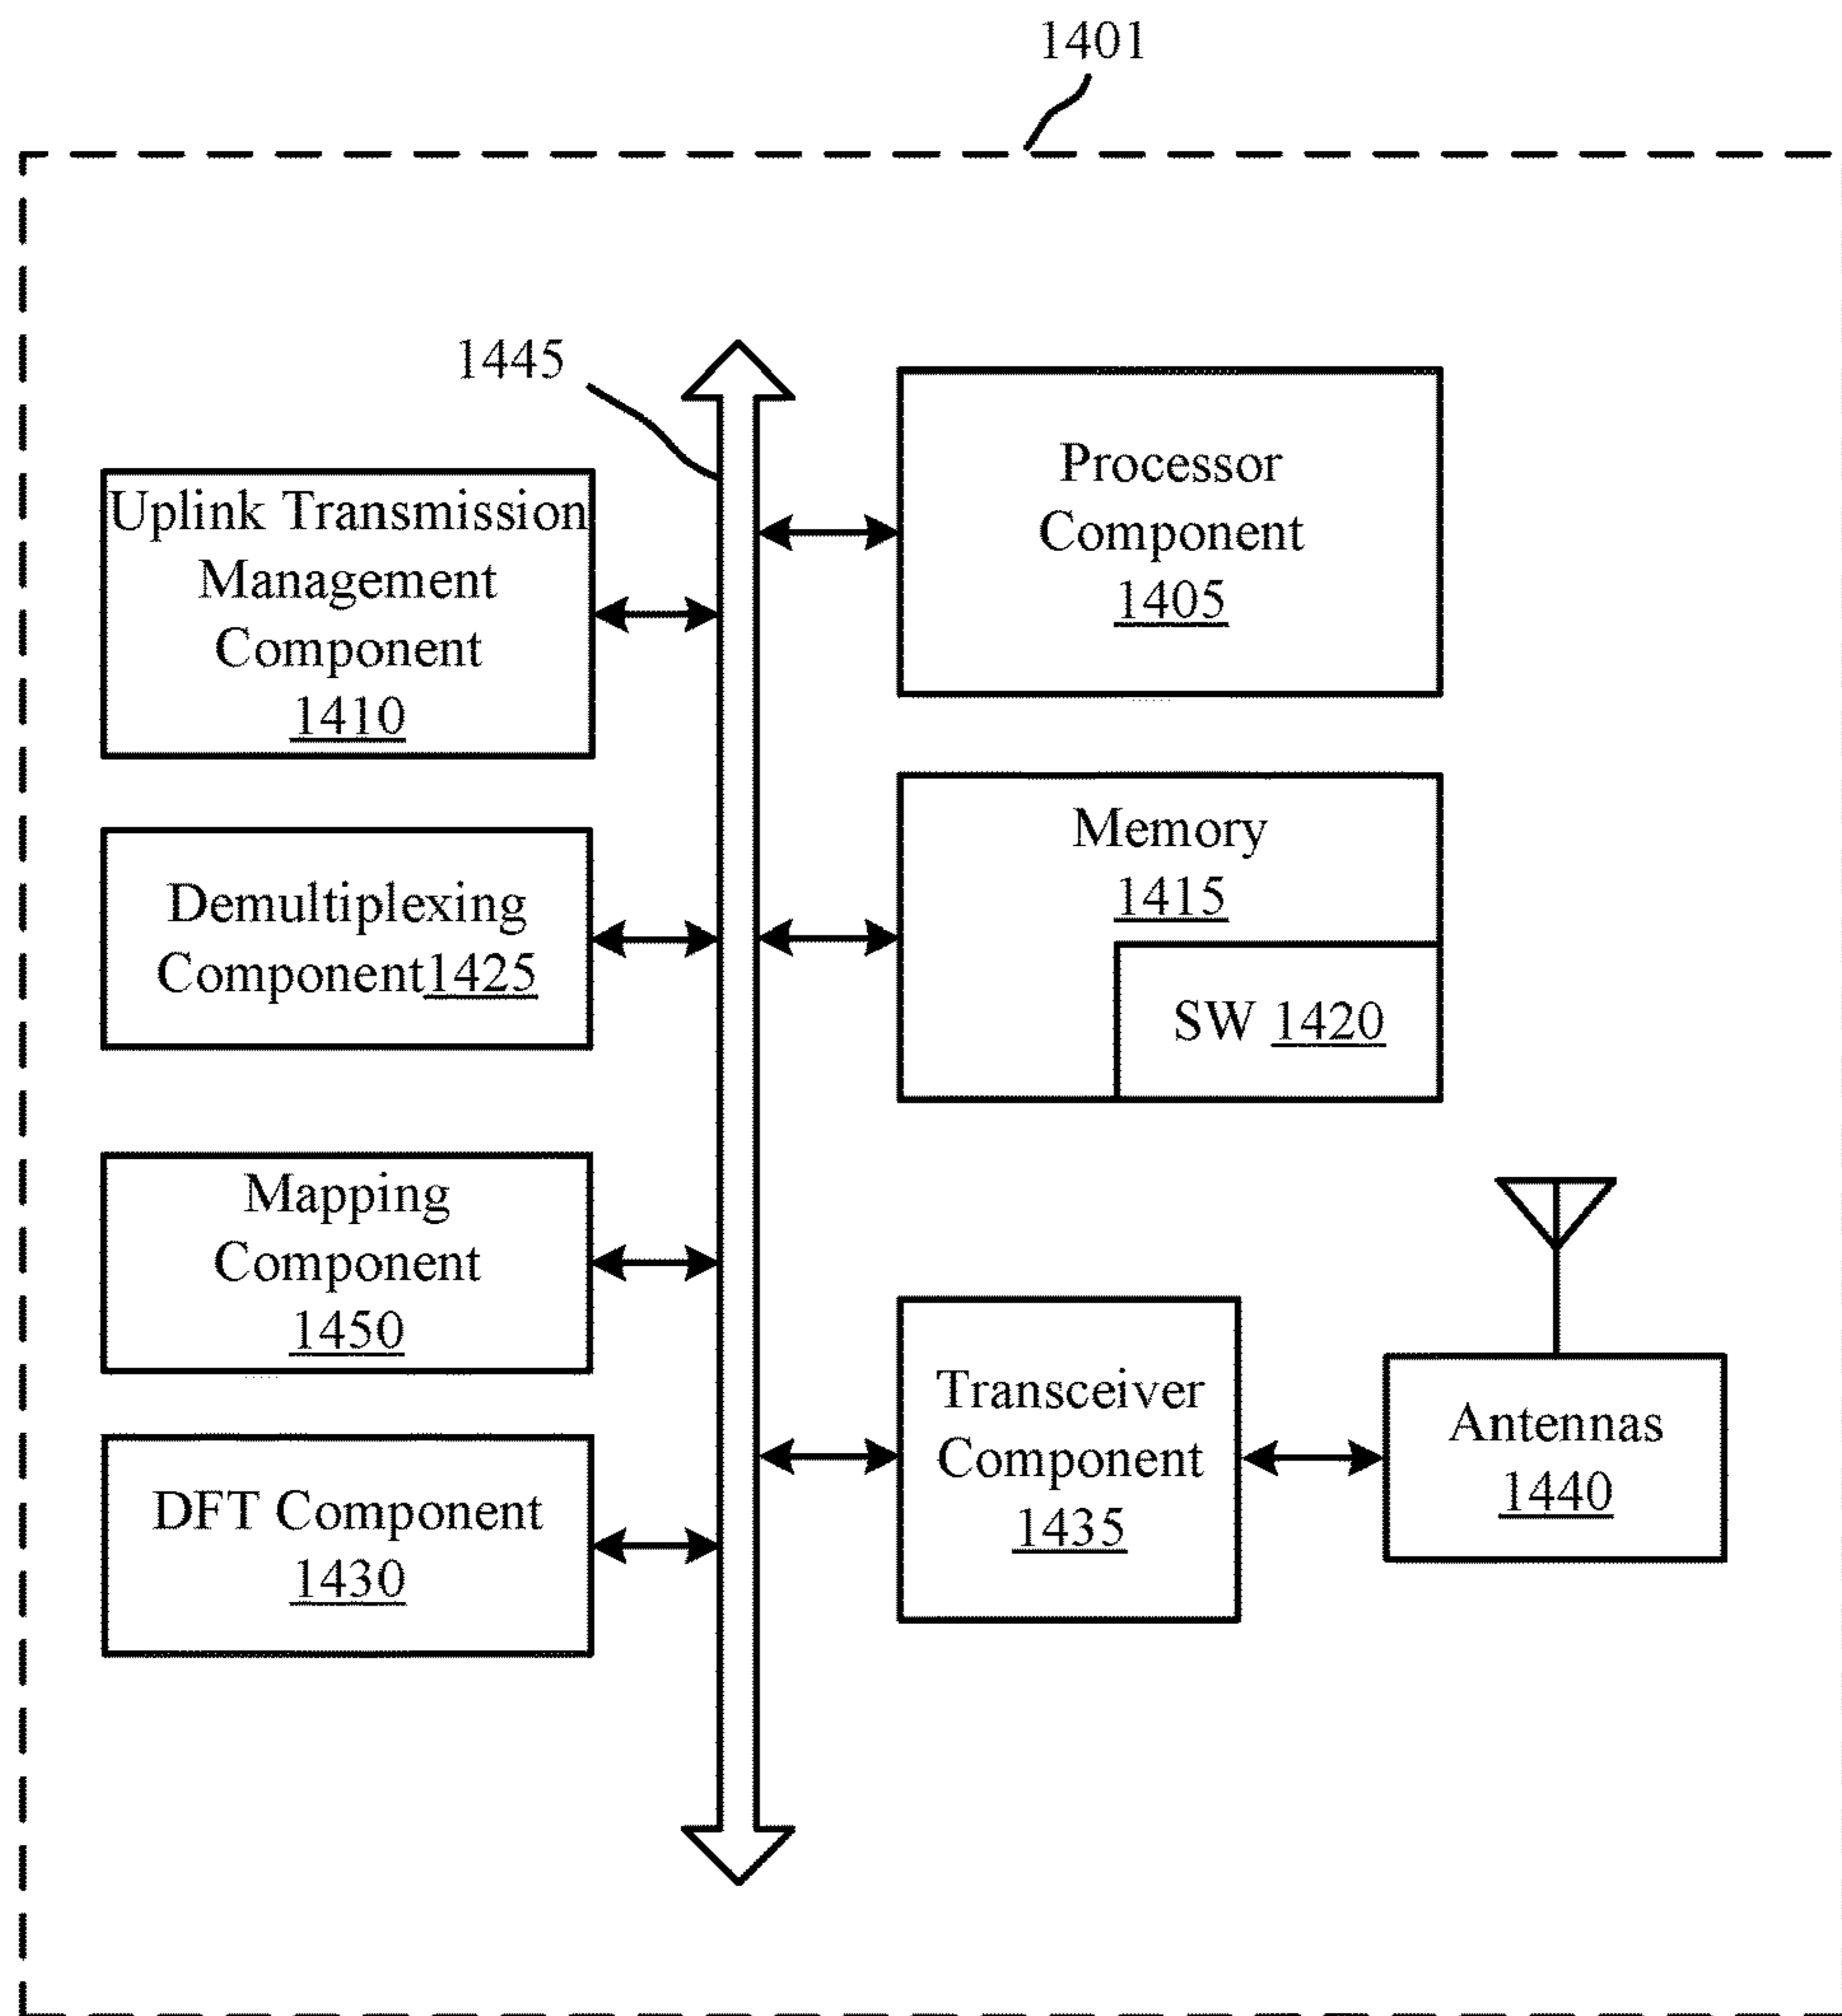 1401
1445
Uplink Transmission
Management
Component
1410
Demultiplexing
Component1425
Mapping
Component
1450
DFT Component
1430
Processor
Component
1405
Memory
1415
SW 1420
Transceiver
Component
1435
Antennas
1440